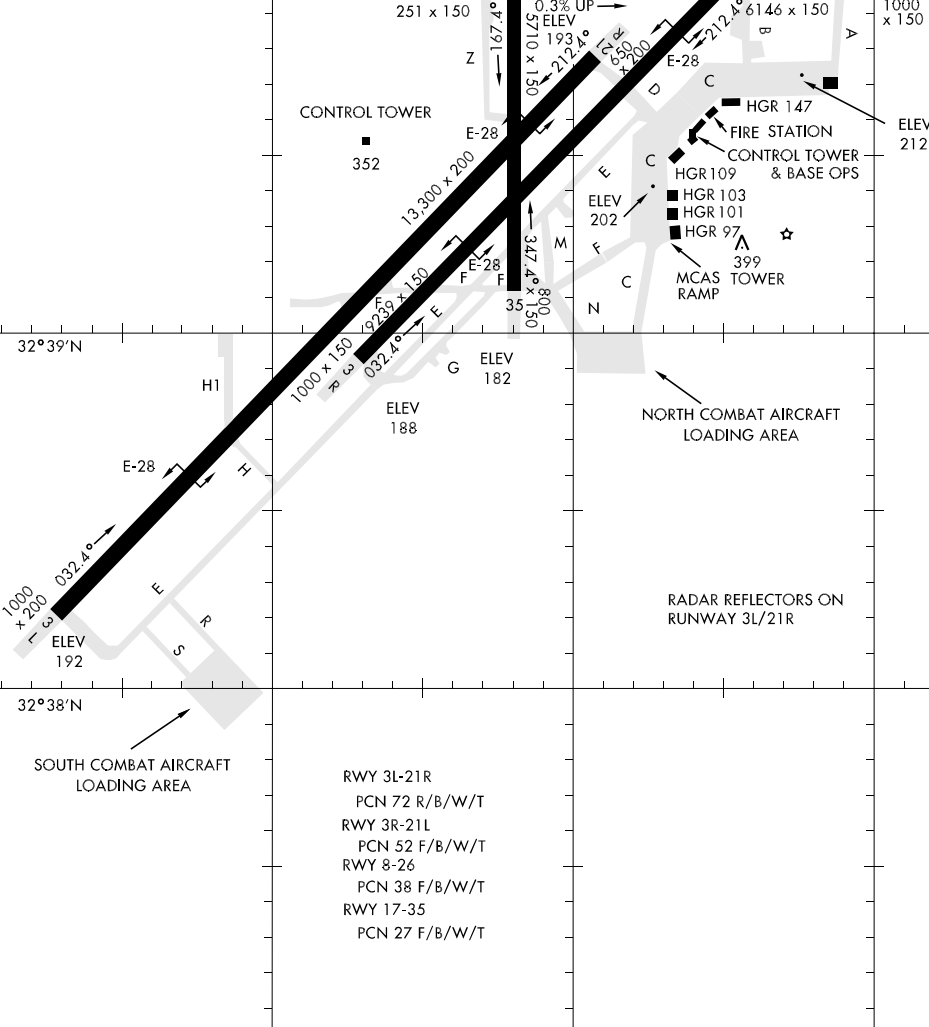 251 x 150
167.4°
5710 x 150
0.3% UP
ELEV
193
212.4°
650
x 200
212.4°
6146 x 150
1000
x 150
Z
B
A
E-28
C
D
CONTROL TOWER
352
E-28
HGR 147
ELEV
212
FIRE STATION
CONTROL TOWER
& BASE OPS
C
HGR109
E
HGR 103
ELEV
202
HGR 101
HGR 97
13,300 x 200
399
MCAS TOWER
RAMP
347.4°
800
x 150
M
F
C
N
E-28
F
F
35
F
9239 x 150
E
032.4°
1000 x 150
3
R
G
ELEV
182
32°39'N
H1
ELEV
188
NORTH COMBAT AIRCRAFT
LOADING AREA
E-28
H
032.4°
1000
x 200
3
L
ELEV
192
E
R
S
RADAR REFLECTORS ON
RUNWAY 3L/21R
32°38'N
SOUTH COMBAT AIRCRAFT
LOADING AREA
RWY 3L-21R
PCN 72 R/B/W/T
RWY 3R-21L
PCN 52 F/B/W/T
RWY 8-26
PCN 38 F/B/W/T
RWY 17-35
PCN 27 F/B/W/T